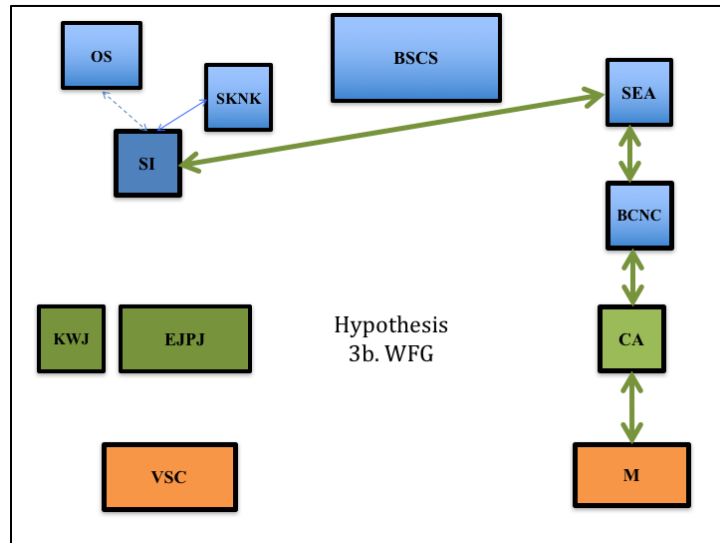 OS
BSCS
SKNK
SEA
SI
BCNC
KWJ
EJPJ
Hypothesis
3b. WFG
CA
VSC
M